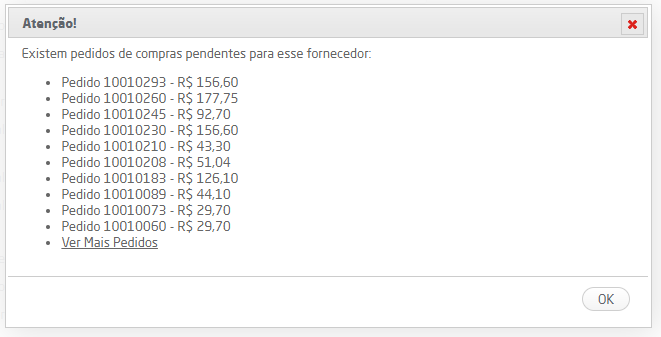 Atenção!
Existem pedidos de compras pendentes para esse fornecedor:
Pedido 10010293 - R$ 156,60
Pedido 10010260 - R$ 177,75
Pedido 10010245 - R$ 92,70
Pedido 10010230 - R$ 156,60
Pedido 10010210 - R$ 43,30
Pedido 10010208 - R$ 51,04
Pedido 10010183 - R$ 126,10
Pedido 10010089 - R$ 44,10
Pedido 10010073 - R$ 29,70
Pedido 10010060 - R$ 29,70
Ver Mais Pedidos
OK